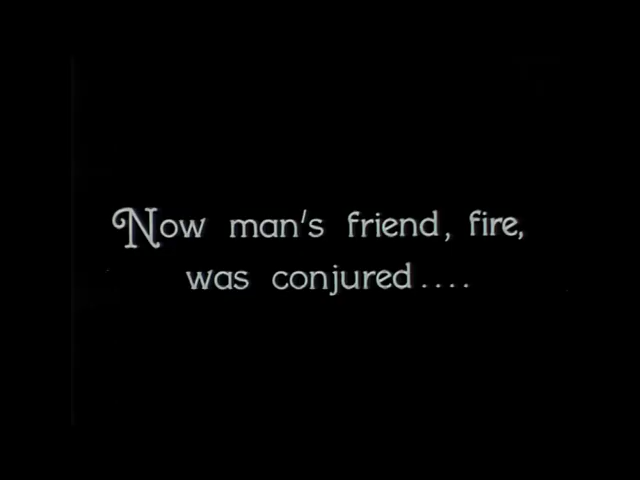 Now man's friend, fire,
was conjured....